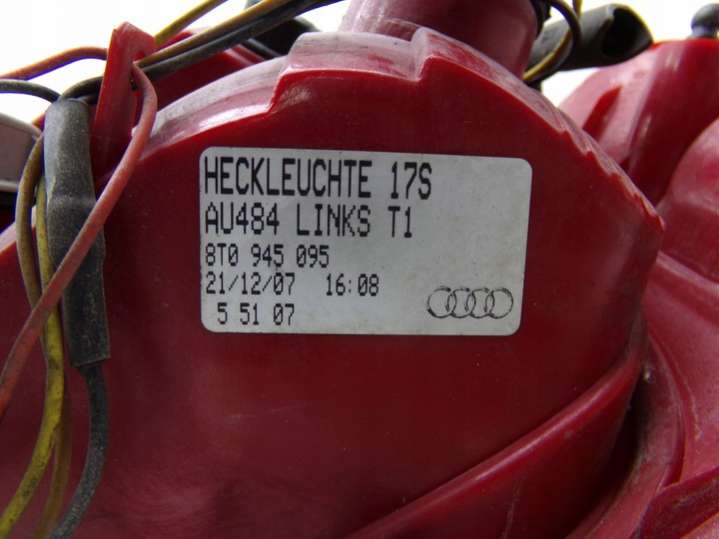 HECKLEUCHTE 17S
AU484 LINKS T1
8T0 945 095
21/12/07 16:08
5 51 07